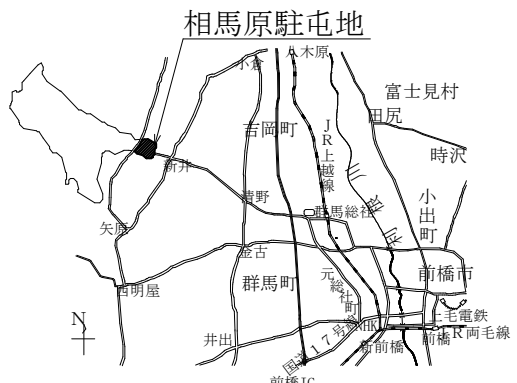 相馬原駐屯地
小倉
八木原
富士見村
田尻
吉岡町
JR上越線
時沢
新井
利根川
清野
群馬総社
小出町
矢原
金古
前橋市
西明屋
群馬町
元総社町
上毛電鉄
NHK
前橋
JR両毛線
N
井出
国道17号線
新前橋
前橋IC